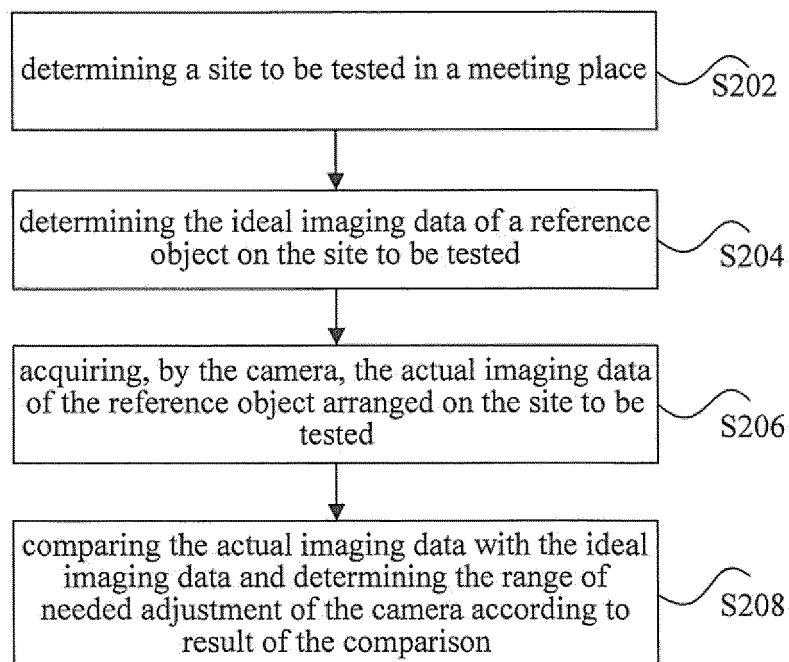 determining a site to be tested in a meeting place
S202
determining the ideal imaging data of a reference
object on the site to be tested
S204
acquiring, by the camera, the actual imaging data
of the reference object arranged on the site to be
tested
S206
comparing the actual imaging data with the ideal
imaging data and determining the range of
needed adjustment of the camera according to
result of the comparison
S208